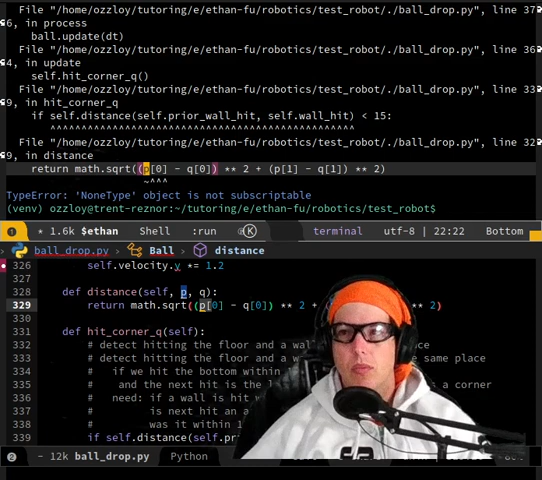 File "/home/ozzloy/tutoring/e/ethan-fu/robotics/test_robot/./ball_drop.py", line 37
6, in process
ball.update(dt)
File "/home/ozzloy/tutoring/e/ethan-fu/robotics/test_robot/./ball_drop.py", line 36
4, in update
self.hit_corner_q()
File "/home/ozzloy/tutoring/e/ethan-fu/robotics/test_robot/./ball_drop.py", line 33
9, in hit_corner_q
if self.distance(self.prior_wall_hit, self.wall_hit) < 15:
^^^^^^^^^^^^^^^^^^^^^^^^^^^^^^^^^^^^^^^^^^^^^^^^^
File "/home/ozzloy/tutoring/e/ethan-fu/robotics/test_robot/./ball_drop.py", line 32
9, in distance
return math.sqrt((p[0] - q[0]) ** 2 + (p[1] - q[1]) ** 2)
~^^^
TypeError: 'NoneType' object is not subscriptable
(venv) ozzloy@trent-reznor:~/tutoring/e/ethan-fu/robotics/test_robot$
1 * 1.6k $ethan Shell :run K terminal utf-8 | 22:22 Bottom
ball_drop.py > Ball > distance
326 self.velocity.y *= 1.2
327
328 def distance(self, p, q):
329 return math.sqrt((p[0] - q[0]) ** 2 + ** 2)
330
331 def hit_corner_q(self):
332 # detect hitting the floor and a wall ce
333 # detect hitting the floor and a e same place
334 # if we hit the bottom within
335 # and the next hit is the l s a corner
336 # need: if a wall is hit w
337 # is next hit an a
338 # was it within 1
339 if self.distance(self.pr
2 - 12k ball_drop.py Python